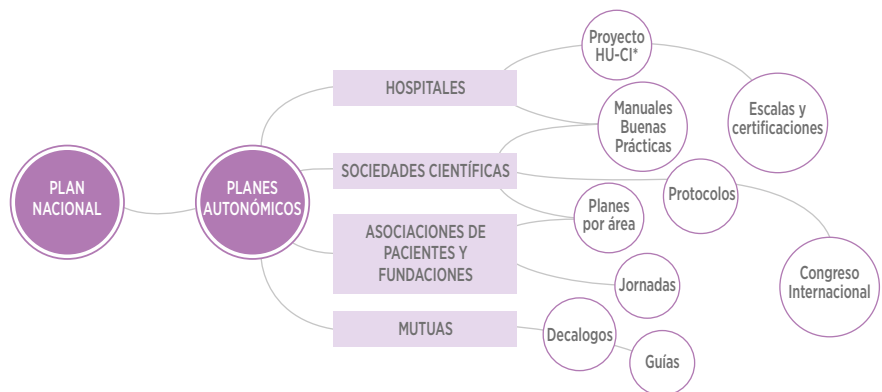 PLAN
NACIONAL
PLANES
AUTONÓMICOS
HOSPITALES
SOCIEDADES CIENTÍFICAS
ASOCIACIONES DE
PACIENTES Y
FUNDACIONES
MUTUAS
Proyecto
HU-CI*
Manuales
Buenas
Prácticas
Escalas y
certificaciones
Planes
por área
Protocolos
Jornadas
Congreso
Internacional
Decalogos
Guías